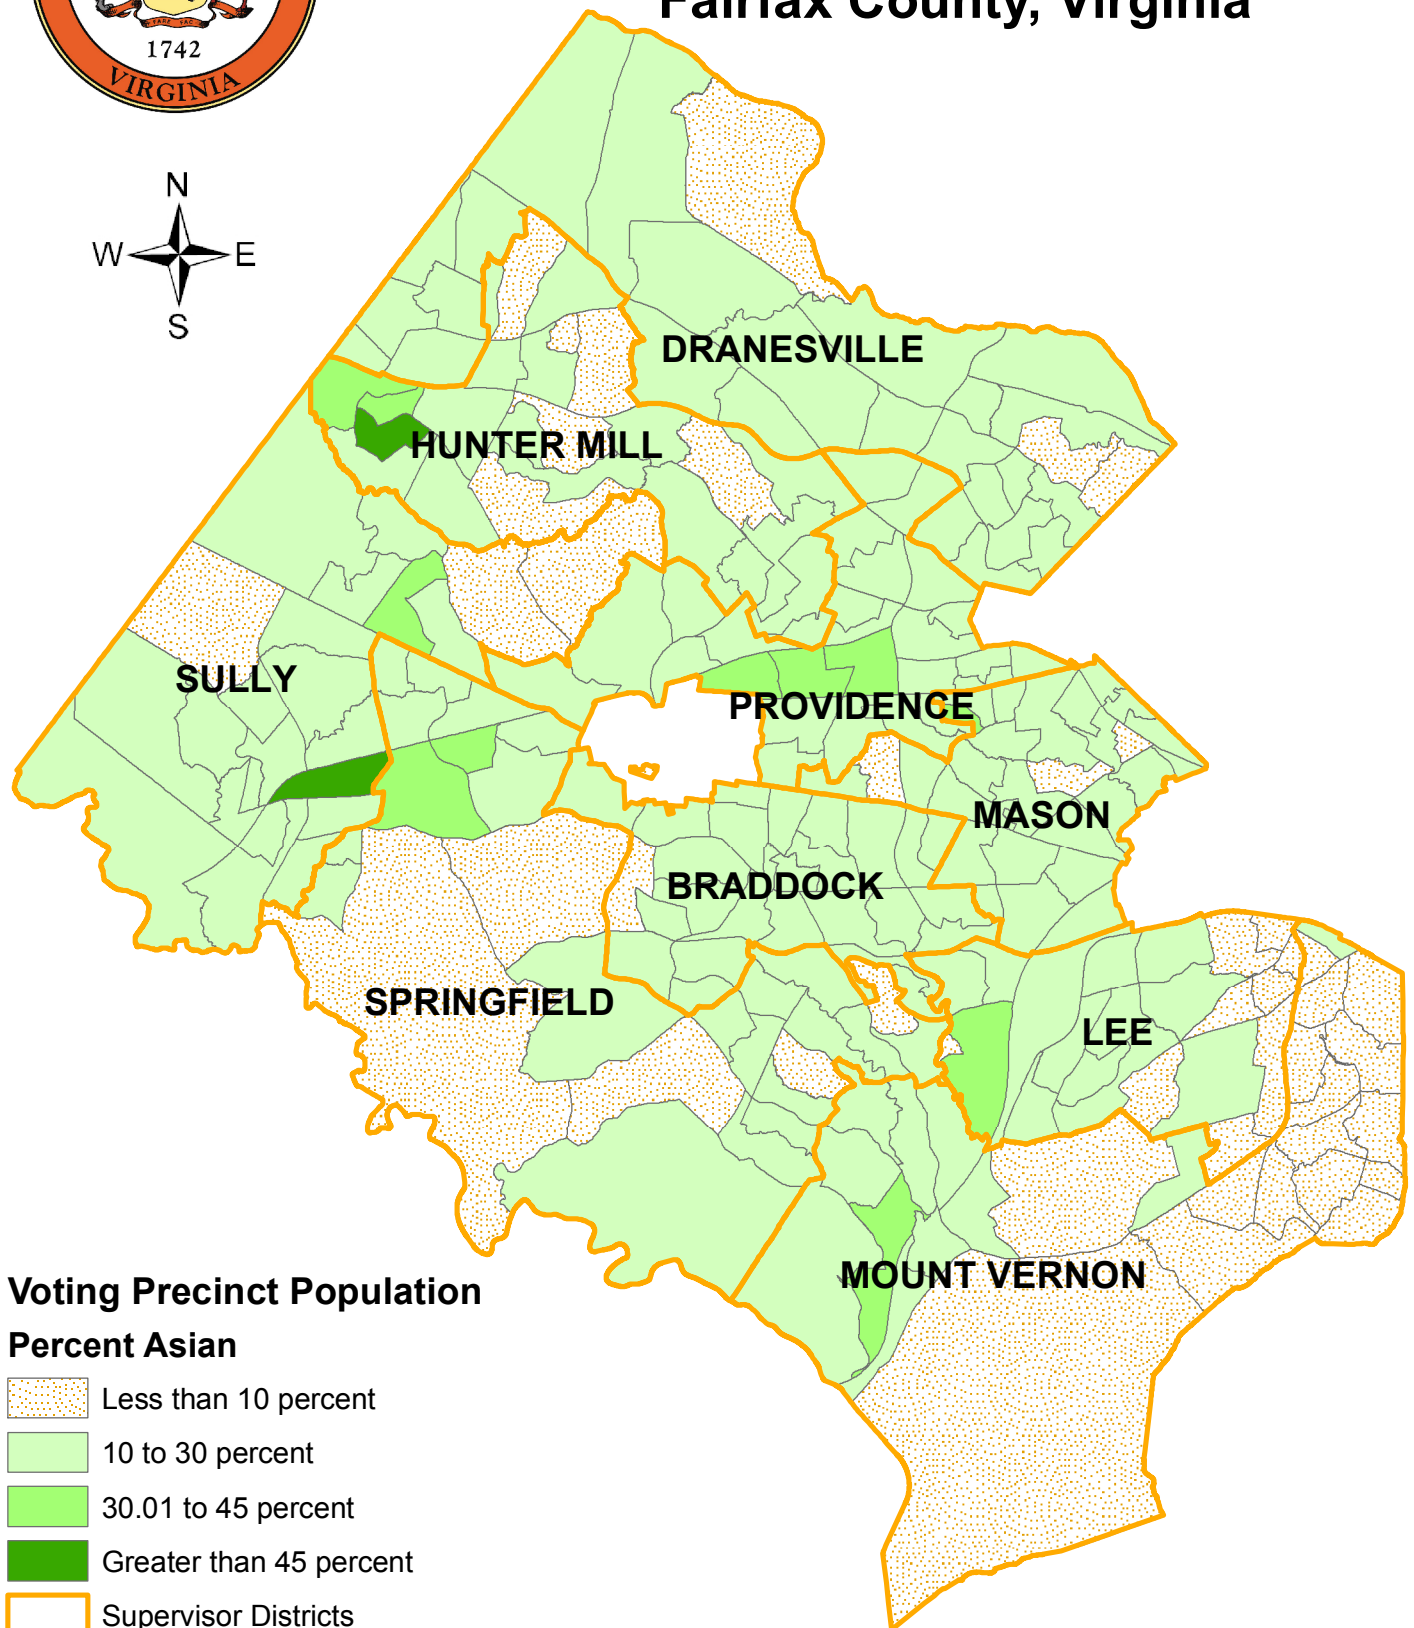 Fairfax County, Virginia
FARE FAC
1742
VIRGINIA
N
W E
S
DRANESVILLE
HUNTER MILL
SULLY
PROVIDENCE
MASON
BRADDOCK
SPRINGFIELD
LEE
MOUNT VERNON
Voting Precinct Population
Percent Asian
Less than 10 percent
10 to 30 percent
30.01 to 45 percent
Greater than 45 percent
Supervisor Districts